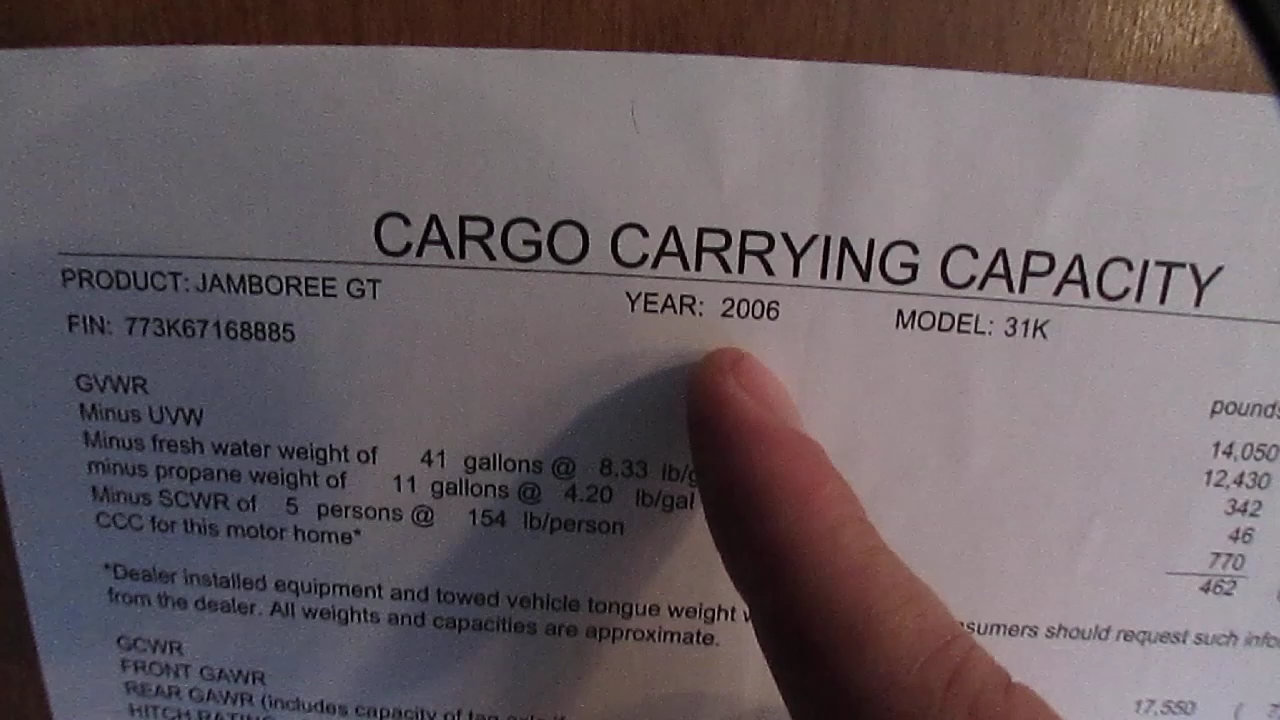 CARGO CARRYING CAPACITY
PRODUCT: JAMBOREE GT YEAR: 2006 MODEL: 31K
FIN: 773K67168885
pounds
GVWR 14,050
Minus UVW 12,430
Minus fresh water weight of 41 gallons @ 8.33 342
minus propane weight of 11 gallons @ 4.20 lb/gal 46
Minus SCWR of 5 persons @ 154 lb/person 770
CCC for this motor home* 462
*Dealer installed equipment and towed vehicle tongue weight should request such
from the dealer. All weights and capacities are approximate.
GCWR 17,550 (
FRONT GAWR
REAR GAWR (includes capacity of
HITCH